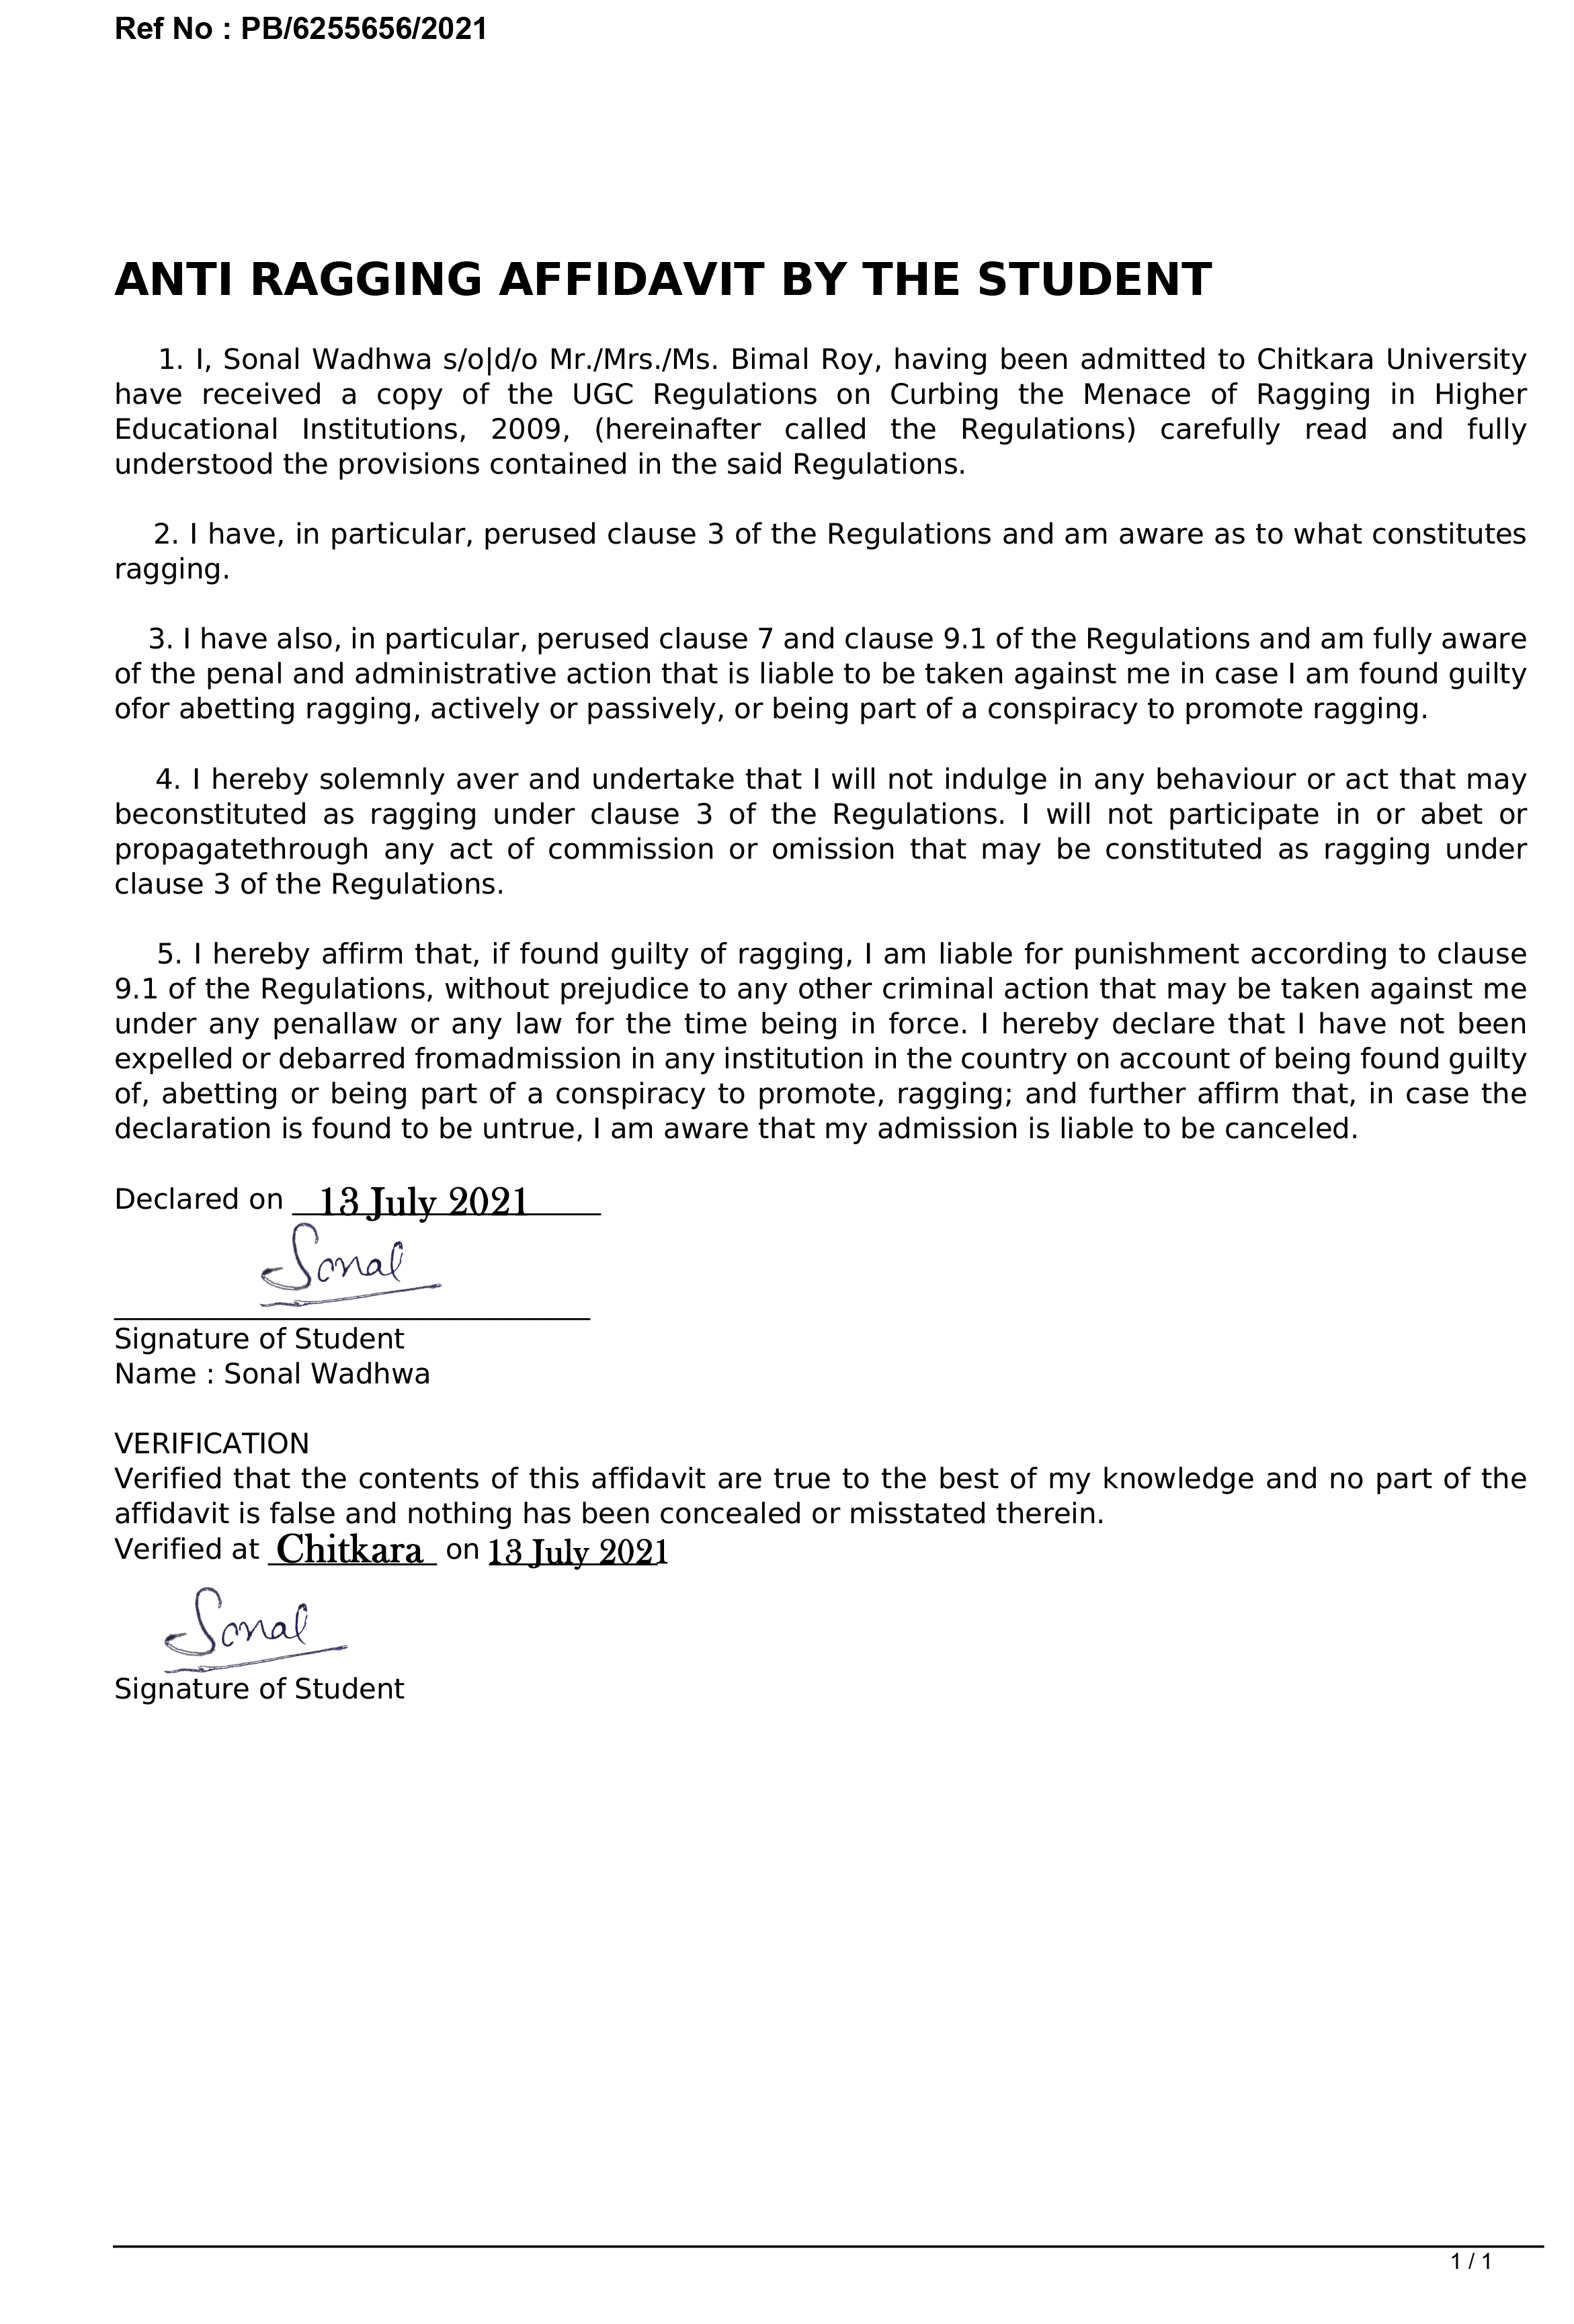 Ref No : PB/6255656/2021
ANTI RAGGING AFFIDAVIT BY THE STUDENT
1. I, Sonal Wadhwa s/o|d/o Mr./Mrs./Ms. Bimal Roy, having been admitted to Chitkara University
have received a copy of the UGC Regulations on Curbing the Menace of Ragging in Higher
Educational Institutions, 2009, (hereinafter called the Regulations) carefully read and fully
understood the provisions contained in the said Regulations.
2. I have, in particular, perused clause 3 of the Regulations and am aware as to what constitutes
ragging.
3. I have also, in particular, perused clause 7 and clause 9.1 of the Regulations and am fully aware
of the penal and administrative action that is liable to be taken against me in case I am found guilty
ofor abetting ragging, actively or passively, or being part of a conspiracy to promote ragging.
4. I hereby solemnly aver and undertake that I will not indulge in any behaviour or act that may
beconstituted as ragging under clause 3 of the Regulations. I will not participate in or abet or
propagatethrough any act of commission or omission that may be constituted as ragging under
clause 3 of the Regulations.
5. I hereby affirm that, if found guilty of ragging, I am liable for punishment according to clause
9.1 of the Regulations, without prejudice to any other criminal action that may be taken against me
under any penallaw or any law for the time being in force. I hereby declare that I have not been
expelled or debarred fromadmission in any institution in the country on account of being found guilty
of, abetting or being part of a conspiracy to promote, ragging; and further affirm that, in case the
declaration is found to be untrue, I am aware that my admission is liable to be canceled.
Declared on 13 July 2021
Sonal
Signature of Student
Name : Sonal Wadhwa
VERIFICATION
Verified that the contents of this affidavit are true to the best of my knowledge and no part of the
affidavit is false and nothing has been concealed or misstated therein.
Verified at Chitkara on 13 July 2021
Sonal
Signature of Student
1 / 1